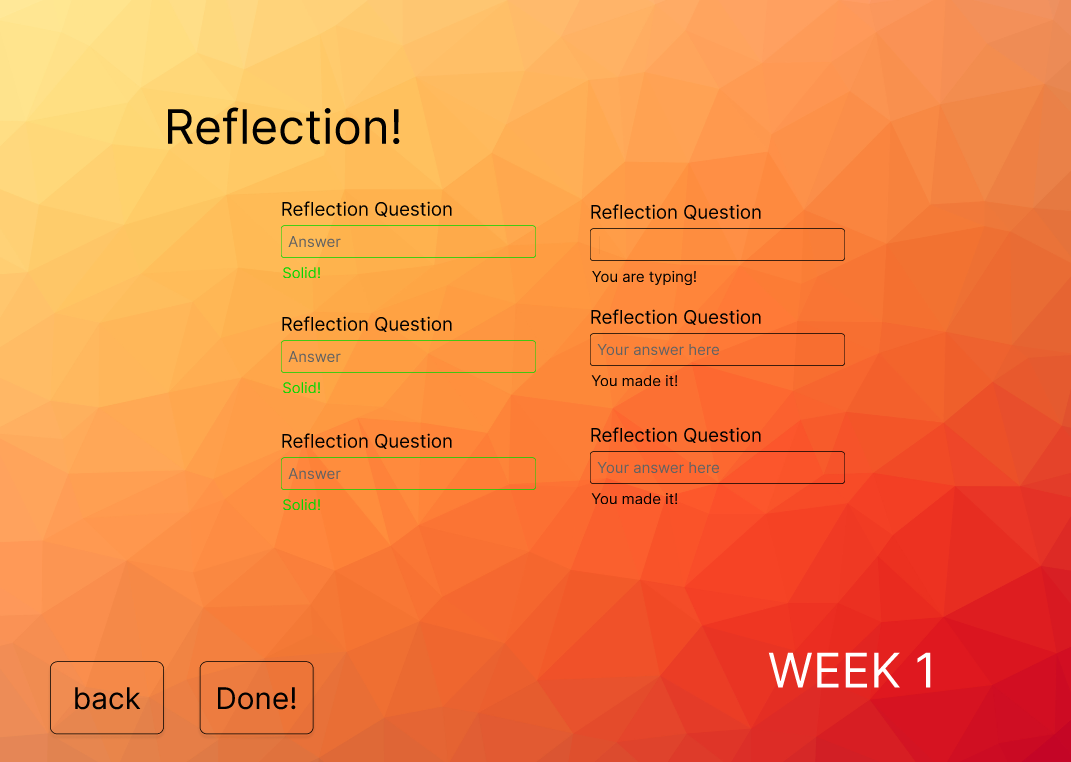 Reflection!
Reflection Question
Answer
Solid!
Reflection Question
Answer
Solid!
Reflection Question
Answer
Solid!
Reflection Question
You are typing!
Reflection Question
Your answer here
You made it!
Reflection Question
Your answer here
You made it!
back
Done!
WEEK 1